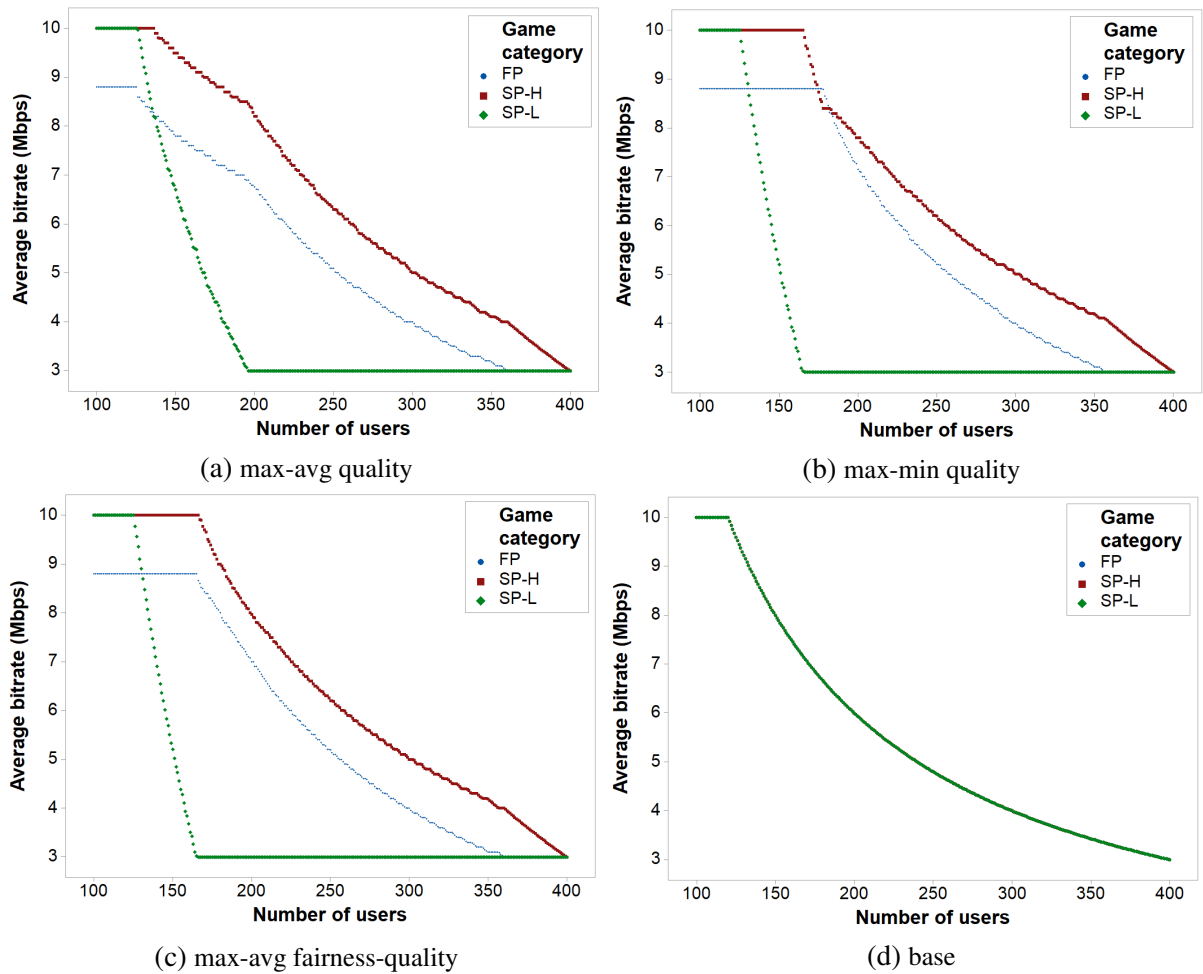 Game
category
FP
SP-H
SP-L
10
9
8
7
6
5
4
3
Average bitrate (Mbps)
100 150 200 250 300 350 400
Number of users
(a) max-avg quality
Game
category
FP
SP-H
SP-L
10
9
8
7
6
5
4
3
Average bitrate (Mbps)
100 150 200 250 300 350 400
Number of users
(b) max-min quality
Game
category
FP
SP-H
SP-L
10
9
8
7
6
5
4
3
Average bitrate (Mbps)
100 150 200 250 300 350 400
Number of users
(c) max-avg fairness-quality
Game
category
FP
SP-H
SP-L
10
9
8
7
6
5
4
3
Average bitrate (Mbps)
100 150 200 250 300 350 400
Number of users
(d) base